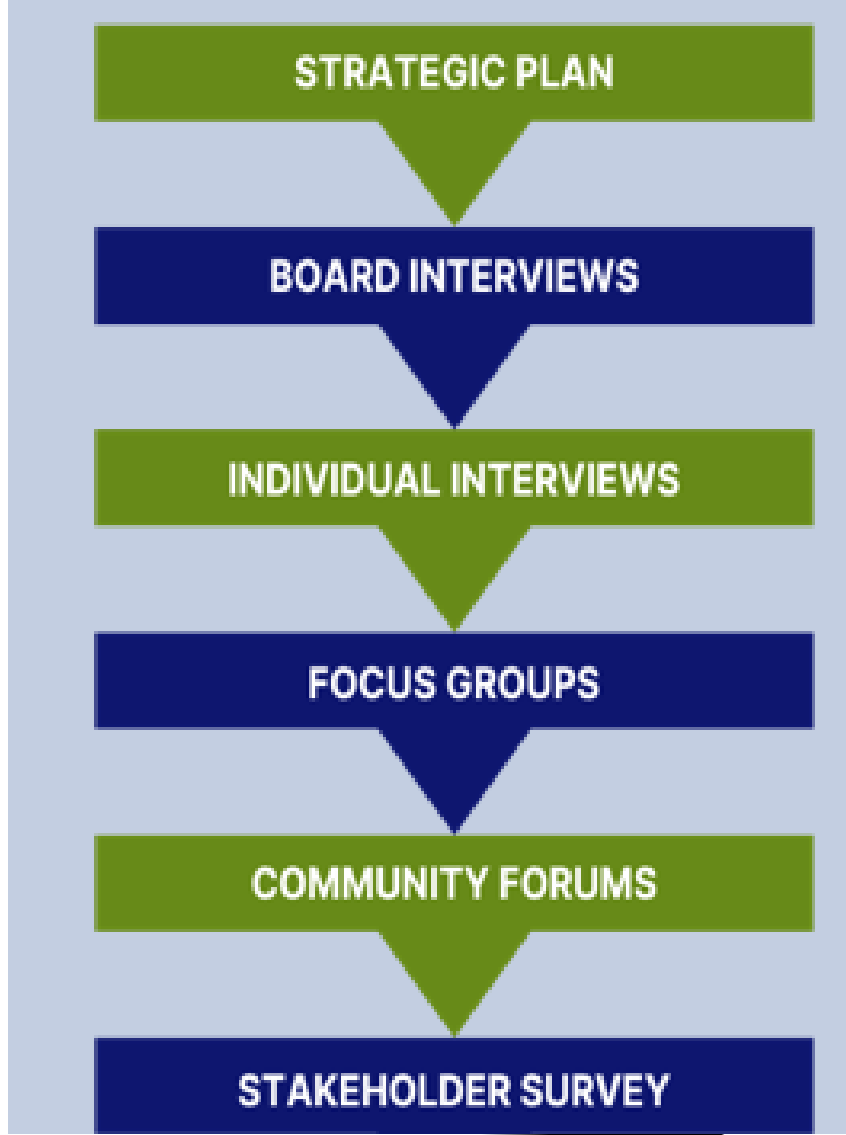 STRATEGIC PLAN
BOARD INTERVIEWS
INDIVIDUAL INTERVIEWS
FOCUS GROUPS
COMMUNITY FORUMS
STAKEHOLDER SURVEY